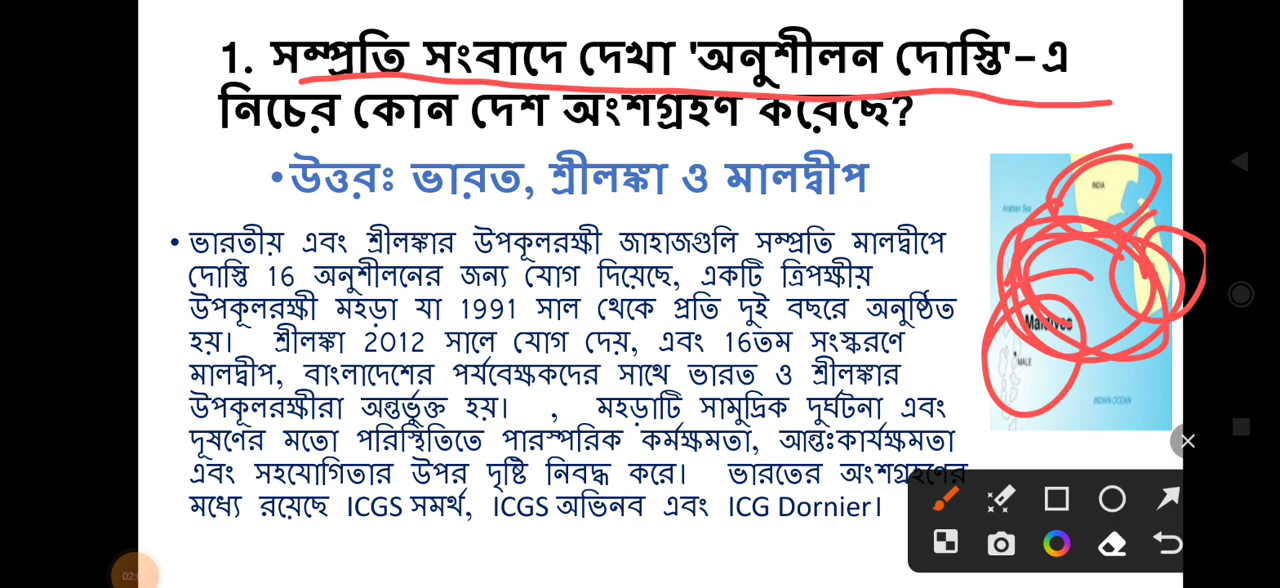 1. সম্প্রতি সংবাদে দেখা 'অনুশীলন দোস্তি'-এ
নিচের কোন দেশ অংশগ্রহণ করেছে?
•উত্তরঃ ভারত, শ্রীলঙ্কা ও মালদ্বীপ
• ভারতীয় এবং শ্রীলঙ্কার উপকূলরক্ষী জাহাজগুলি সম্প্রতি মালদ্বীপে
দোস্তি 16 অনুশীলনের জন্য যোগ দিয়েছে, একটি ত্রিপক্ষীয়
উপকূলরক্ষী মহড়া যা 1991 সাল থেকে প্রতি দুই বছরে অনুষ্ঠিত
হয়। শ্রীলঙ্কা 2012 সালে যোগ দেয়, এবং 16তম সংস্করণে
মালদ্বীপ, বাংলাদেশের পর্যবেক্ষকদের সাথে ভারত ও শ্রীলঙ্কার
উপকূলরক্ষীরা অন্তর্ভুক্ত হয়। , মহড়াটি সামুদ্রিক দুর্ঘটনা এবং
দূষণের মতো পরিস্থিতিতে পারস্পরিক কর্মক্ষমতা, আন্তঃকার্যক্ষমতা
এবং সহযোগিতার উপর দৃষ্টি নিবদ্ধ করে। ভারতের অংশগ্রহণের
মধ্যে রয়েছে ICGS সমর্থ, ICGS অভিনব এবং ICG Dornier।
INDIA
Arabian Sea
Maldives
MALE
INDIAN OCEAN